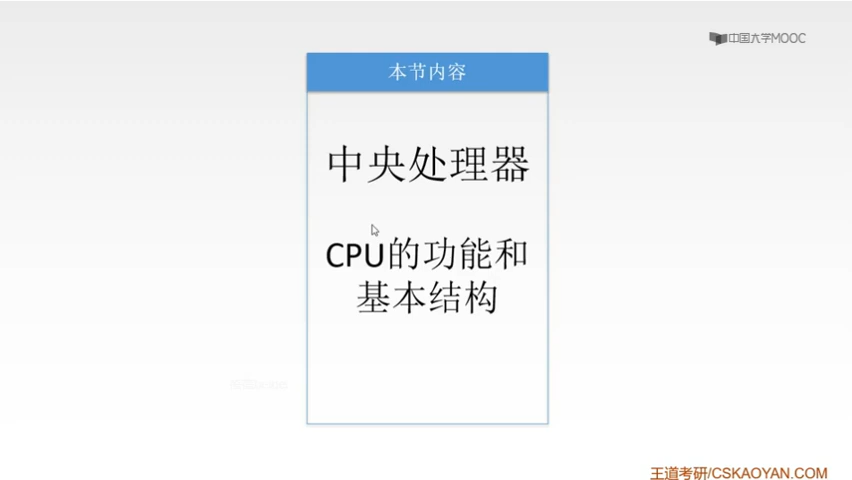 中国大学MOOC
本节内容
中央处理器
CPU的功能和
基本结构
王道考研/CSKAOYAN.COM